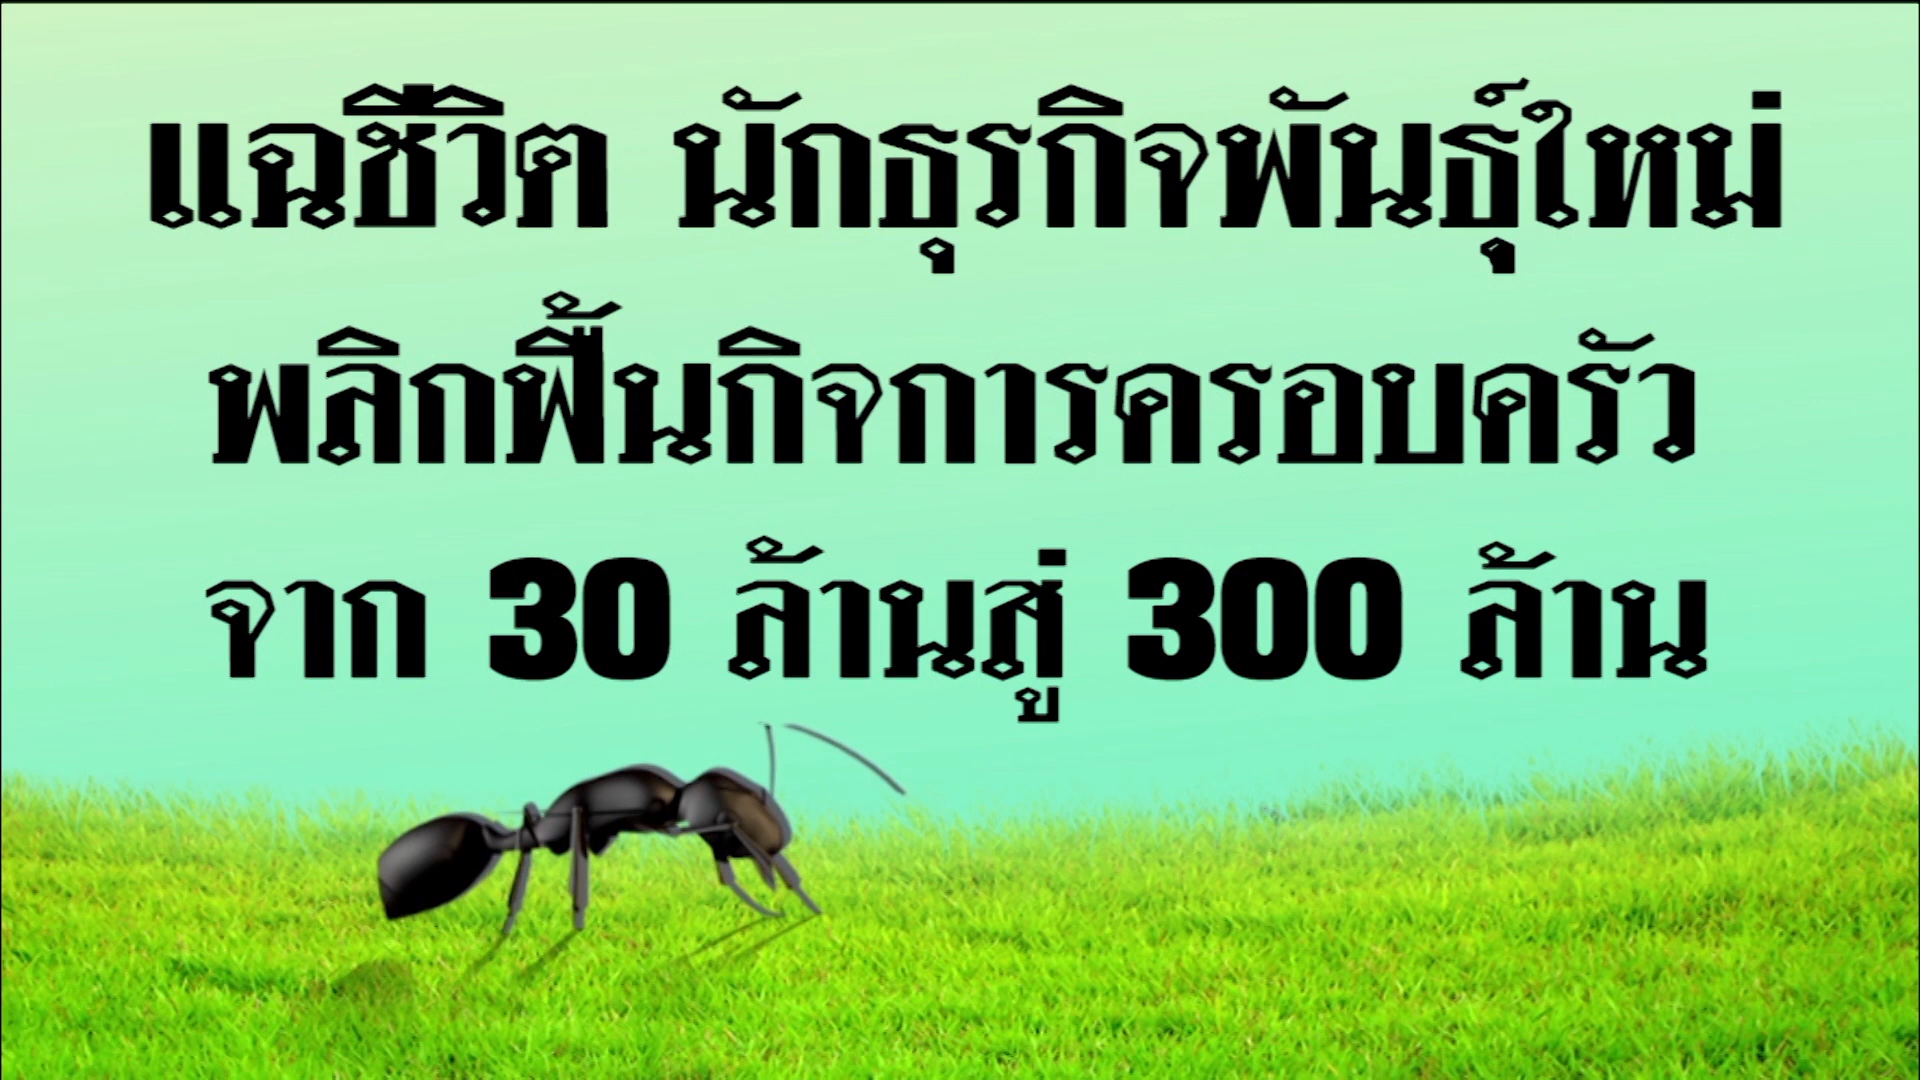 แฉชีวิต นักธุรกิจพันธุ์ใหม่
พลิกฟื้นกิจการครอบครัว
จาก 30 ล้านสู่ 300 ล้าน